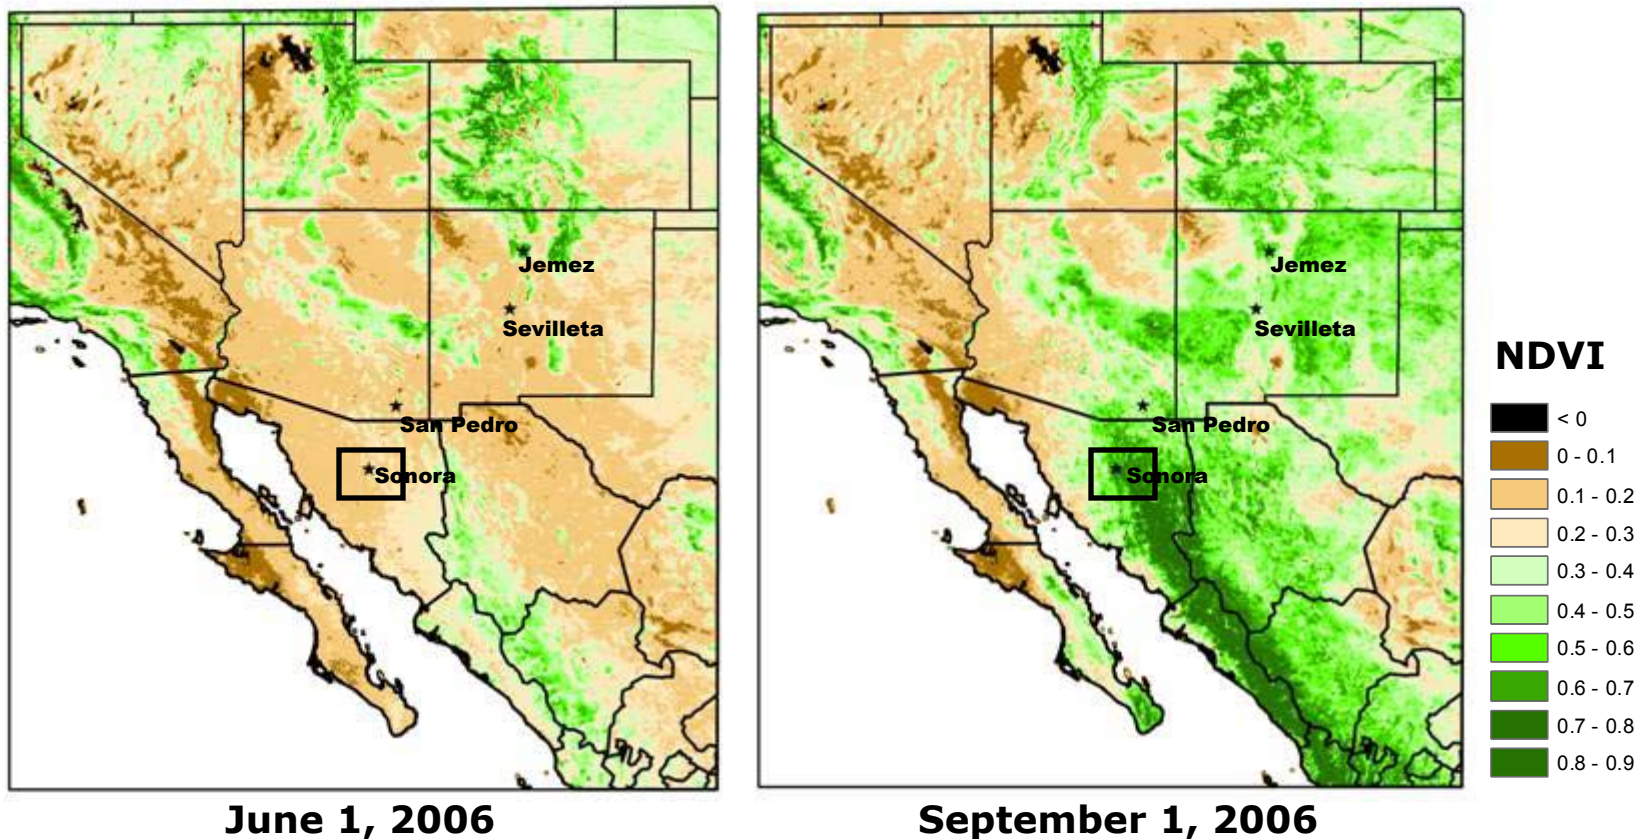 Jemez
Sevilleta
San Pedro
Sonora
June 1, 2006
Jemez
Sevilleta
San Pedro
Sonora
September 1, 2006
NDVI
< 0
0 - 0.1
0.1 - 0.2
0.2 - 0.3
0.3 - 0.4
0.4 - 0.5
0.5 - 0.6
0.6 - 0.7
0.7 - 0.8
0.8 - 0.9